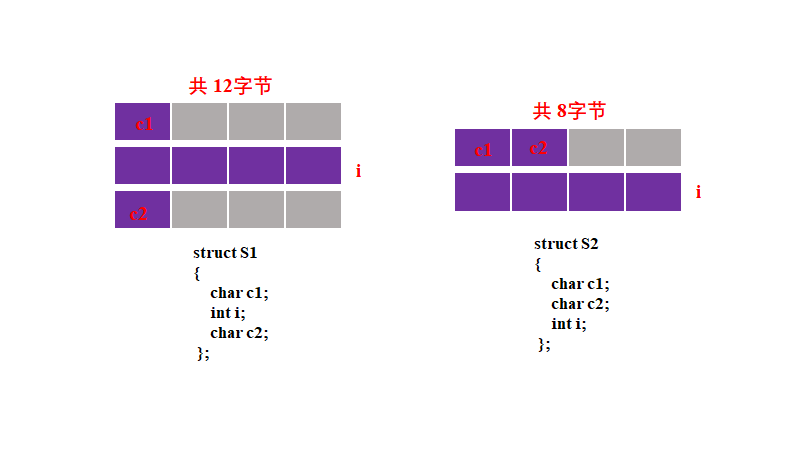 共 12字节
c1
i
c2
struct S1
{
char c1;
int i;
char c2;
};
共 8字节
c1 c2
i
struct S2
{
char c1;
char c2;
int i;
};